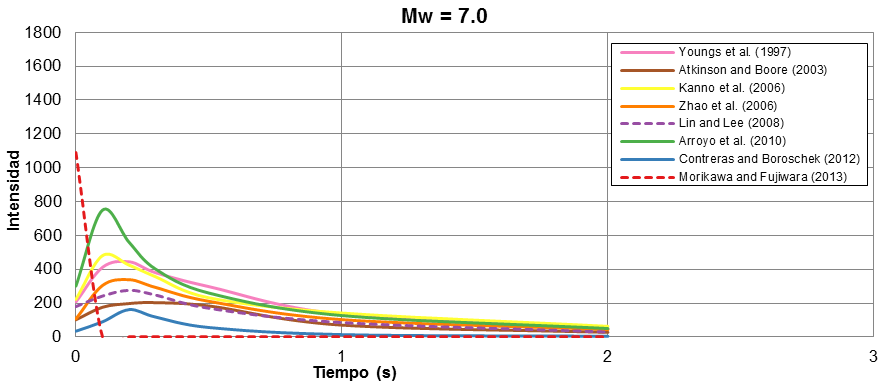 Mw = 7.0
1800
1600
1400
1200
1000
800
600
400
200
0
Intensidad
Youngs et al. (1997)
Atkinson and Boore (2003)
Kanno et al. (2006)
Zhao et al. (2006)
Lin and Lee (2008)
Arroyo et al. (2010)
Contreras and Boroschek (2012)
Morikawa and Fujiwara (2013)
0 1 2 3
Tiempo (s)